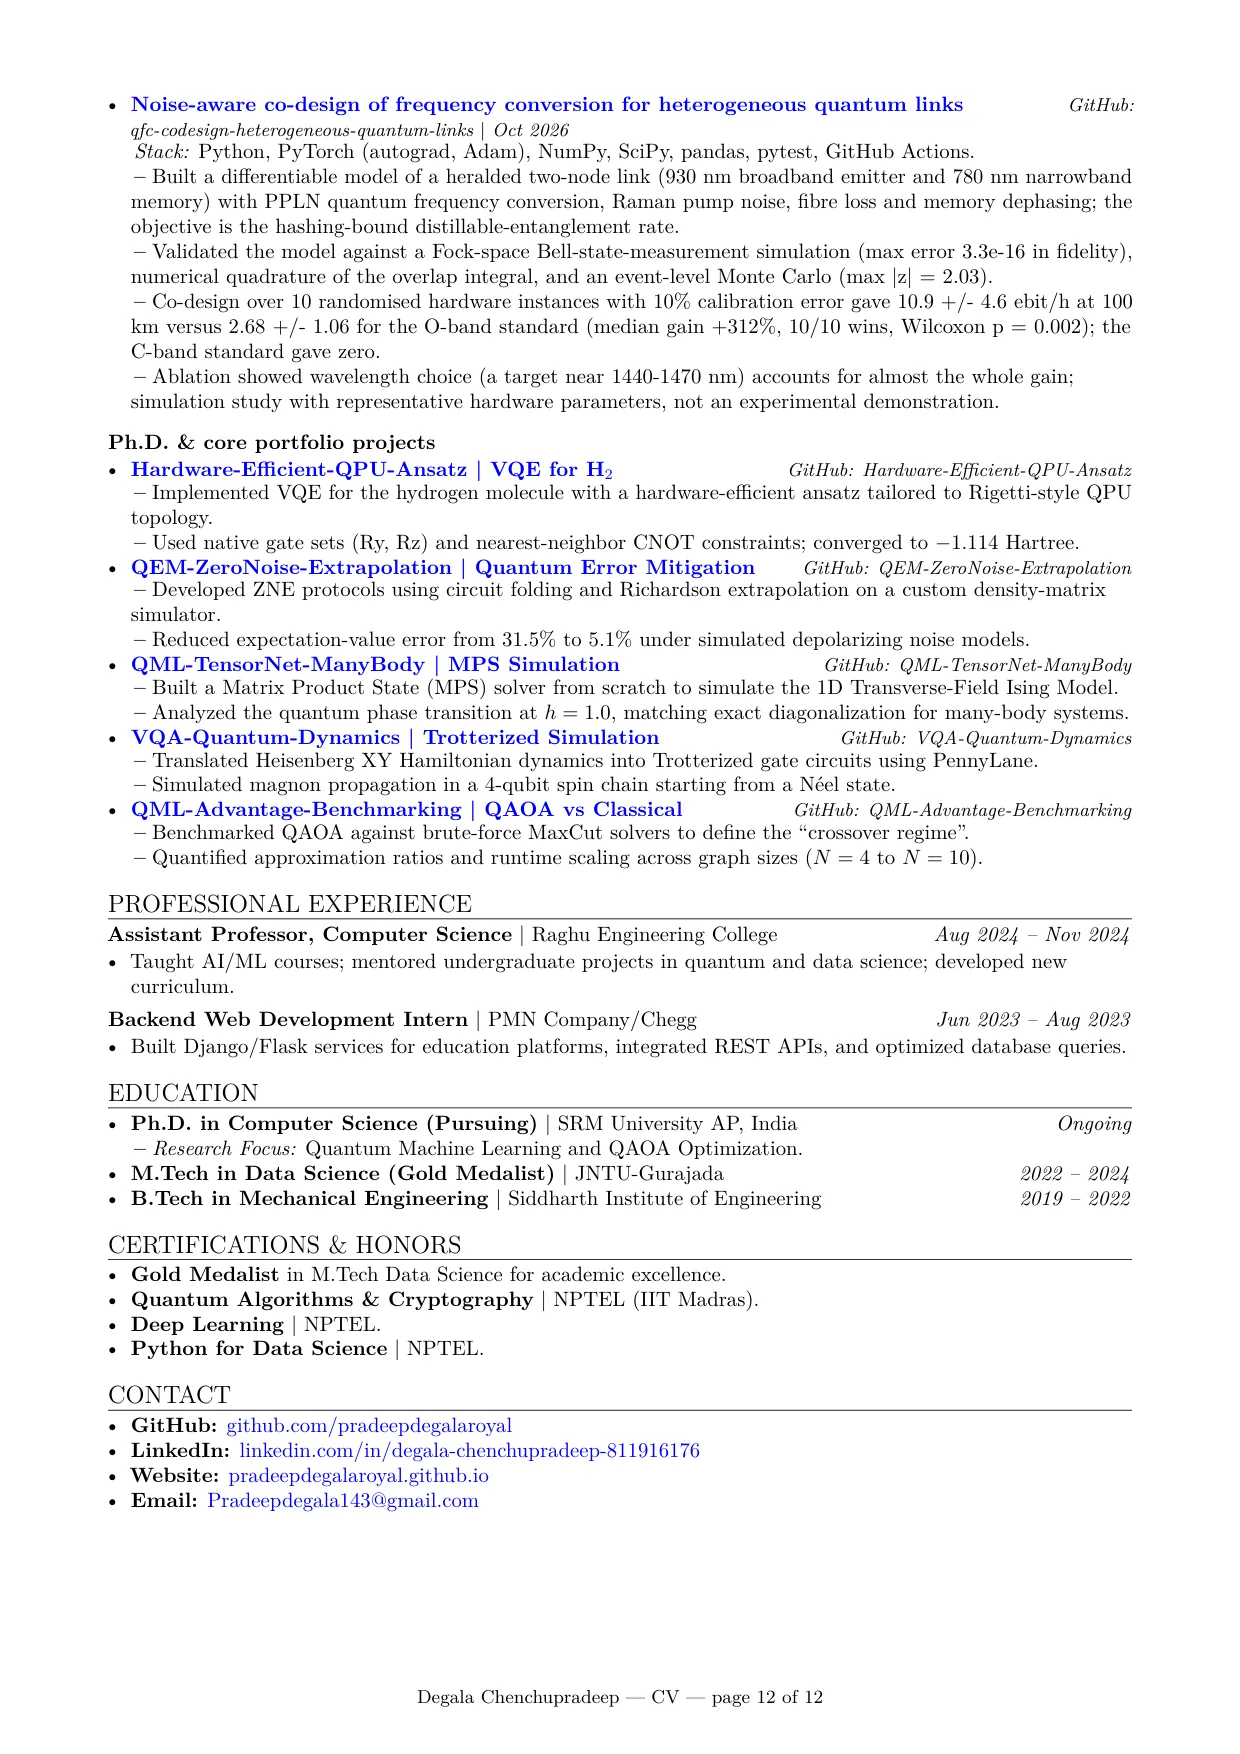 • Noise-aware co-design of frequency conversion for heterogeneous quantum links GitHub:
qfc-codesign-heterogeneous-quantum-links | Oct 2026
Stack: Python, PyTorch (autograd, Adam), NumPy, SciPy, pandas, pytest, GitHub Actions.
– Built a differentiable model of a heralded two-node link (930 nm broadband emitter and 780 nm narrowband
memory) with PPLN quantum frequency conversion, Raman pump noise, fibre loss and memory dephasing; the
objective is the hashing-bound distillable-entanglement rate.
– Validated the model against a Fock-space Bell-state-measurement simulation (max error 3.3e-16 in fidelity),
numerical quadrature of the overlap integral, and an event-level Monte Carlo (max |z| = 2.03).
– Co-design over 10 randomised hardware instances with 10% calibration error gave 10.9 +/- 4.6 ebit/h at 100
km versus 2.68 +/- 1.06 for the O-band standard (median gain +312%, 10/10 wins, Wilcoxon p = 0.002); the
C-band standard gave zero.
– Ablation showed wavelength choice (a target near 1440-1470 nm) accounts for almost the whole gain;
simulation study with representative hardware parameters, not an experimental demonstration.
Ph.D. & core portfolio projects
• Hardware-Efficient-QPU-Ansatz | VQE for H₂ GitHub: Hardware-Efficient-QPU-Ansatz
– Implemented VQE for the hydrogen molecule with a hardware-efficient ansatz tailored to Rigetti-style QPU
topology.
– Used native gate sets (Ry, Rz) and nearest-neighbor CNOT constraints; converged to −1.114 Hartree.
• QEM-ZeroNoise-Extrapolation | Quantum Error Mitigation GitHub: QEM-ZeroNoise-Extrapolation
– Developed ZNE protocols using circuit folding and Richardson extrapolation on a custom density-matrix
simulator.
– Reduced expectation-value error from 31.5% to 5.1% under simulated depolarizing noise models.
• QML-TensorNet-ManyBody | MPS Simulation GitHub: QML-TensorNet-ManyBody
– Built a Matrix Product State (MPS) solver from scratch to simulate the 1D Transverse-Field Ising Model.
– Analyzed the quantum phase transition at h = 1.0, matching exact diagonalization for many-body systems.
• VQA-Quantum-Dynamics | Trotterized Simulation GitHub: VQA-Quantum-Dynamics
– Translated Heisenberg XY Hamiltonian dynamics into Trotterized gate circuits using PennyLane.
– Simulated magnon propagation in a 4-qubit spin chain starting from a Néel state.
• QML-Advantage-Benchmarking | QAOA vs Classical GitHub: QML-Advantage-Benchmarking
– Benchmarked QAOA against brute-force MaxCut solvers to define the “crossover regime”.
– Quantified approximation ratios and runtime scaling across graph sizes (N = 4 to N = 10).
PROFESSIONAL EXPERIENCE
Assistant Professor, Computer Science | Raghu Engineering College Aug 2024 – Nov 2024
• Taught AI/ML courses; mentored undergraduate projects in quantum and data science; developed new
curriculum.
Backend Web Development Intern | PMN Company/Chegg Jun 2023 – Aug 2023
• Built Django/Flask services for education platforms, integrated REST APIs, and optimized database queries.
EDUCATION
• Ph.D. in Computer Science (Pursuing) | SRM University AP, India Ongoing
– Research Focus: Quantum Machine Learning and QAOA Optimization.
• M.Tech in Data Science (Gold Medalist) | JNTU-Gurajada 2022 – 2024
• B.Tech in Mechanical Engineering | Siddharth Institute of Engineering 2019 – 2022
CERTIFICATIONS & HONORS
• Gold Medalist in M.Tech Data Science for academic excellence.
• Quantum Algorithms & Cryptography | NPTEL (IIT Madras).
• Deep Learning | NPTEL.
• Python for Data Science | NPTEL.
CONTACT
• GitHub: github.com/pradeepdegalaroyal
• LinkedIn: linkedin.com/in/degala-chenchupradeep-811916176
• Website: pradeepdegalaroyal.github.io
• Email: Pradeepdegala143@gmail.com
Degala Chenchupradeep — CV — page 12 of 12